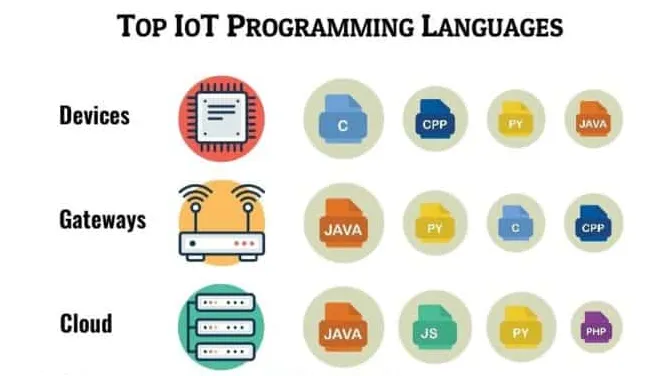 TOP IOT PROGRAMMING LANGUAGES
Devices
C CPP PY JAVA
Gateways
JAVA PY C CPP
Cloud
JAVA JS PY PHP